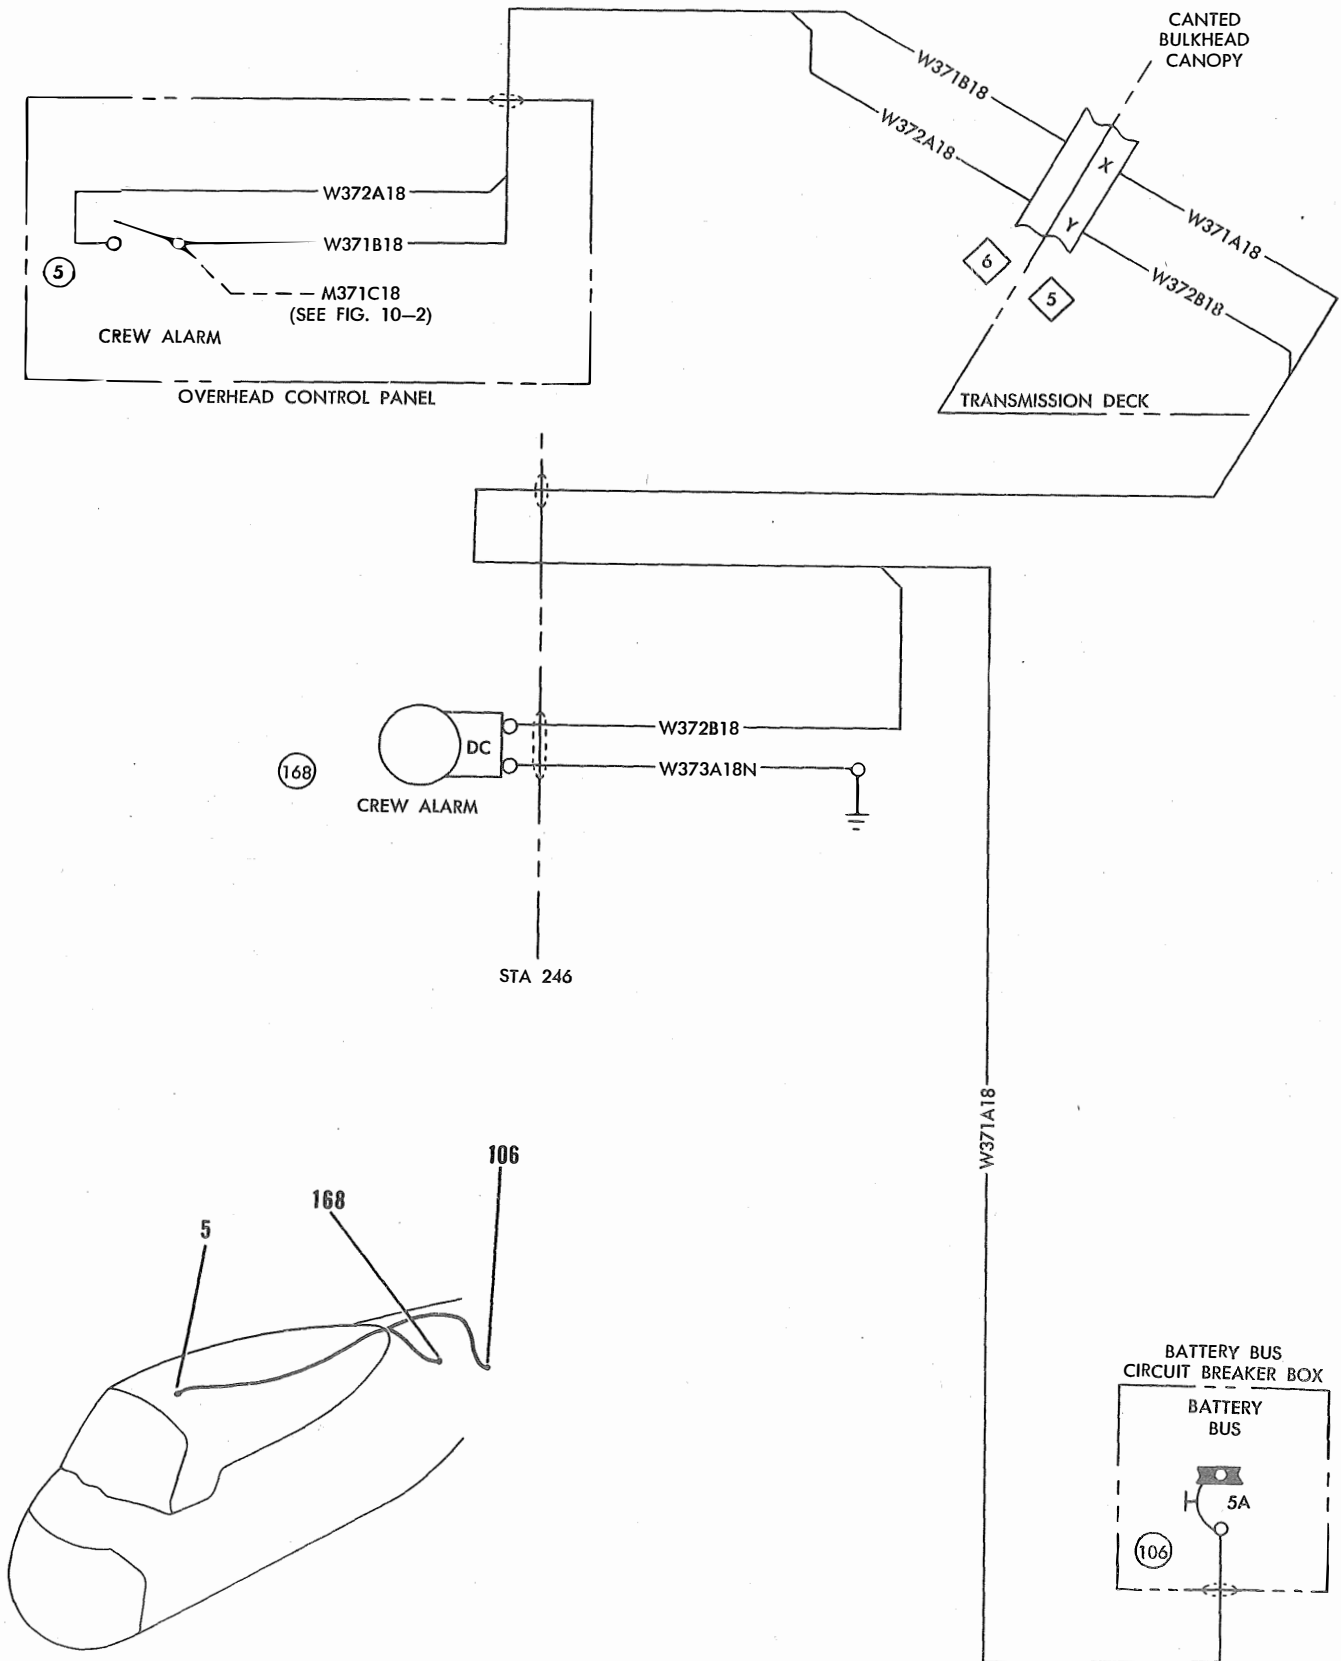 CANTED
BULKHEAD
CANOPY
W371B18
W372A18
X
Y
W371A18
W372B18
6
5
TRANSMISSION DECK
W372A18
W371B18
5
M371C18
(SEE FIG. 10—2)
CREW ALARM
OVERHEAD CONTROL PANEL
DC
W372B18
W373A18N
168
CREW ALARM
STA 246
W371A18
106
168
5
BATTERY BUS
CIRCUIT BREAKER BOX
BATTERY
BUS
5A
106